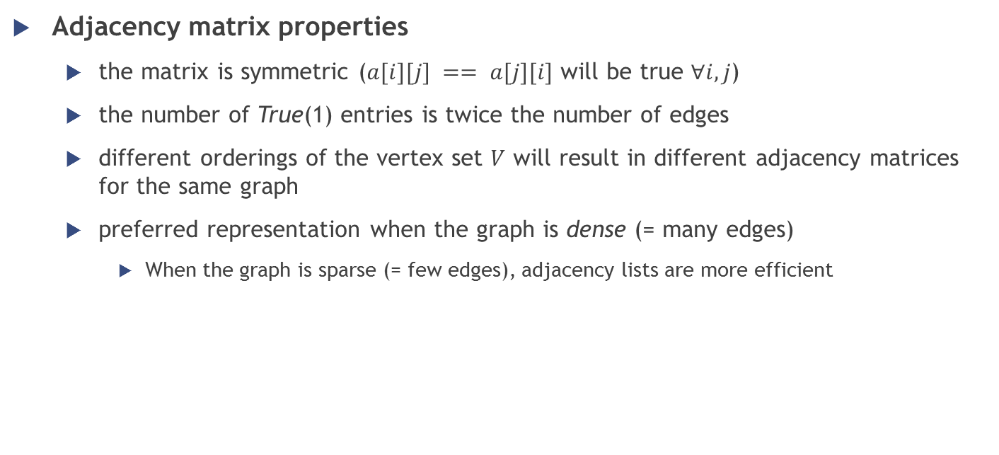 Adjacency matrix properties
the matrix is symmetric (a[i][j] == a[j][i] will be true ∀i,j)
the number of True(1) entries is twice the number of edges
different orderings of the vertex set V will result in different adjacency matrices
for the same graph
preferred representation when the graph is dense (= many edges)
When the graph is sparse (= few edges), adjacency lists are more efficient